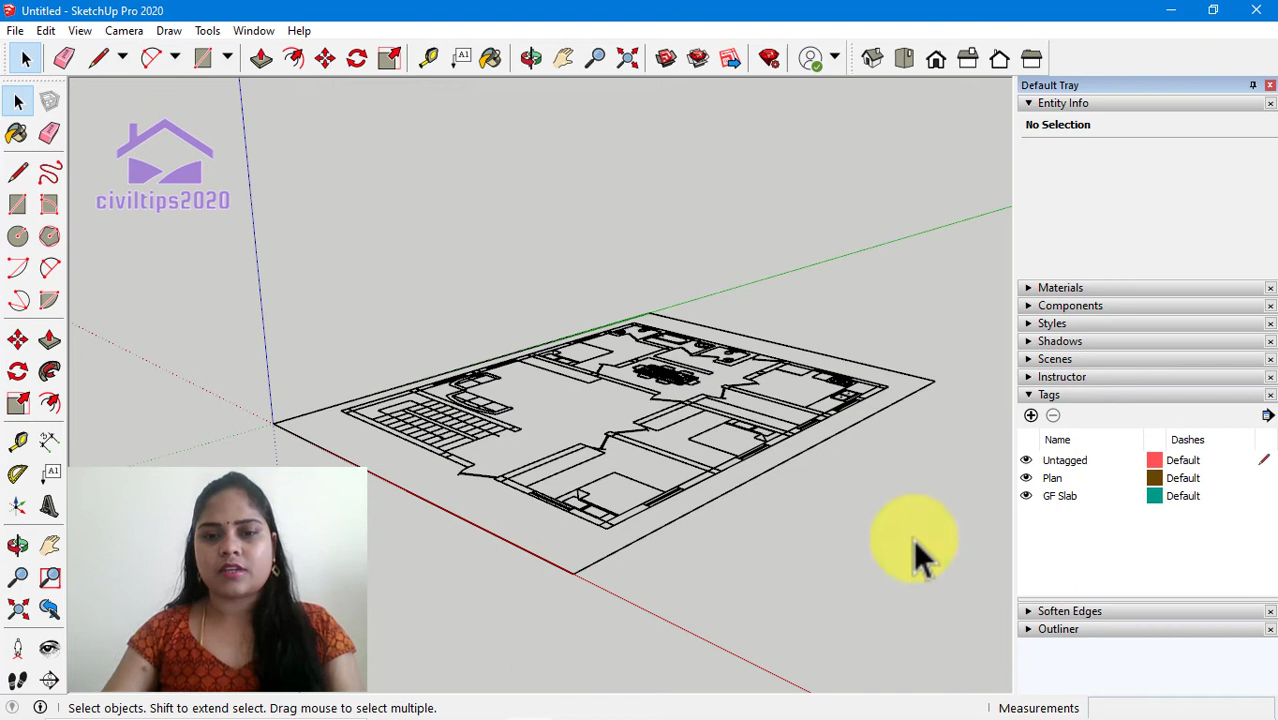 Untitled - SketchUp Pro 2020
File Edit View Camera Draw Tools Window Help
civiltips2020
Default Tray
Entity Info
No Selection
Materials
Components
Styles
Shadows
Scenes
Instructor
Tags
Name Dashes
Untagged Default
Plan Default
GF Slab Default
Soften Edges
Outliner
Select objects. Shift to extend select. Drag mouse to select multiple.
Measurements